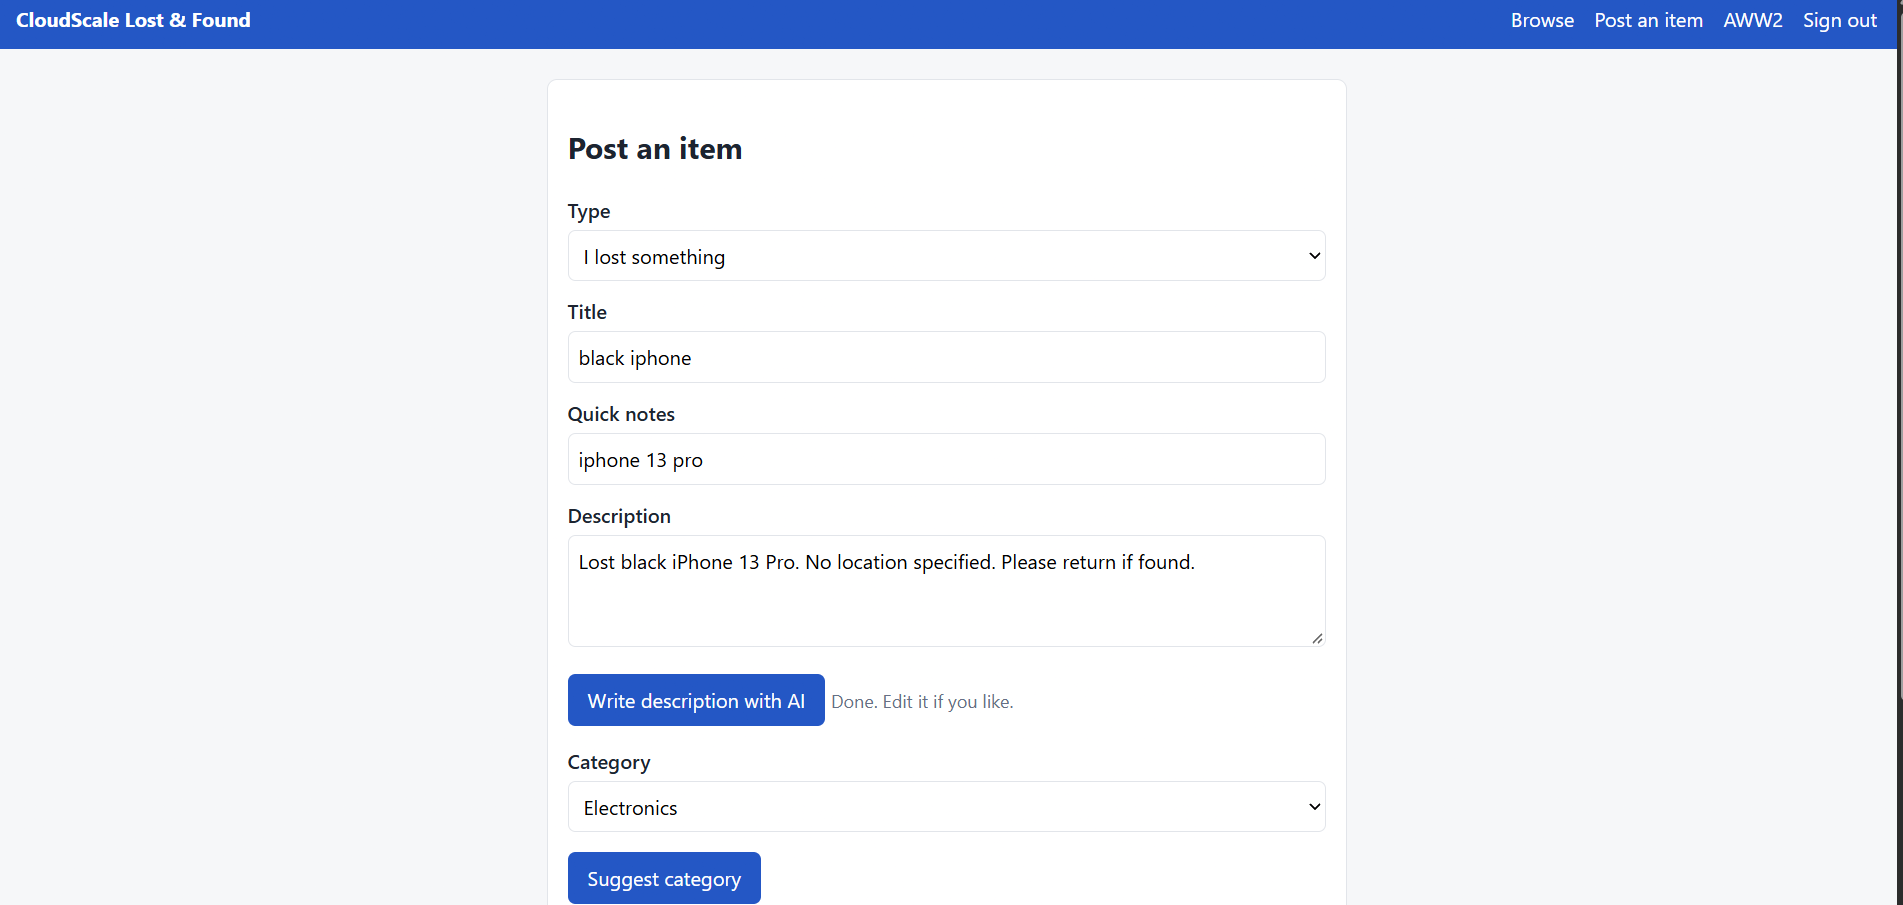 CloudScale Lost & Found
Browse Post an item AWW2 Sign out
Post an item
Type
I lost something
Title
black iphone
Quick notes
iphone 13 pro
Description
Lost black iPhone 13 Pro. No location specified. Please return if found.
Write description with AI Done. Edit it if you like.
Category
Electronics
Suggest category